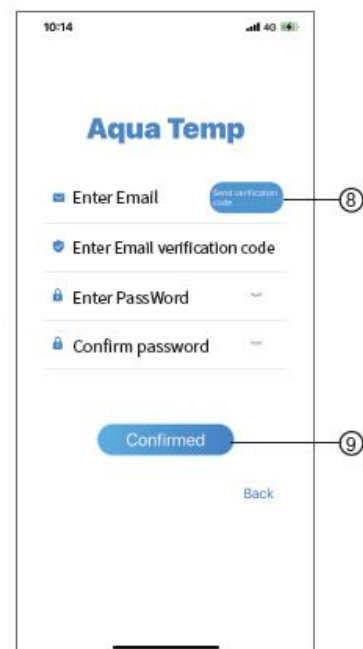 10:14 4G
Aqua Temp
Enter Email
Send verification
code
⑧
Enter Email verification code
Enter PassWord
Confirm password
Confirmed
⑨
Back